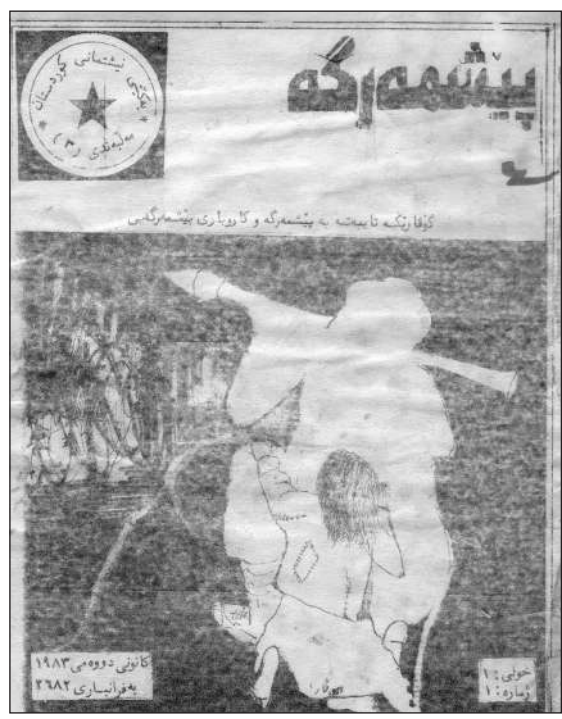 یەکێتی نیشتمانی کوردستان
مەڵبەندی (٣)
پێشمەرگە
گۆڤارێکە تایبەتە بە پێشمەرگە و کاروباری پێشمەرگەیی
کانونی دووەمی ١٩٨٣
بەفرانباری ٢٦٨٢
خولی : ١
ژمارە : ١